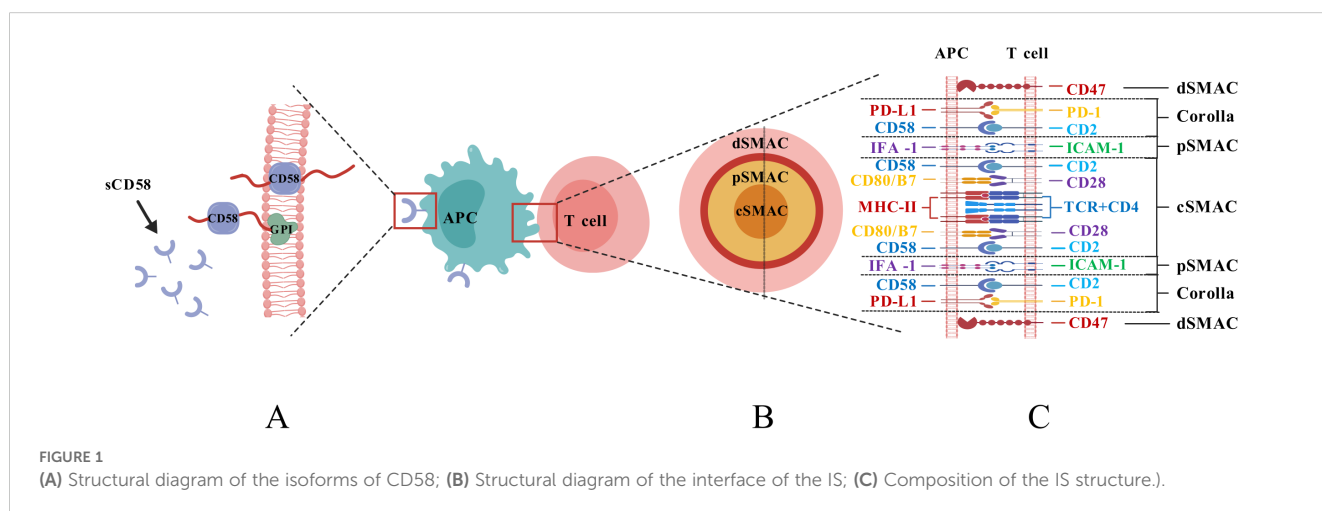 APC T cell
CD47 dSMAC
PD-L1 PD-1 Corolla
CD58 CD2
IFA -1 ICAM-1 pSMAC
CD58 CD2
CD80/B7 CD28
MHC-II TCR+CD4 cSMAC
CD80/B7 CD28
CD58 CD2
IFA -1 ICAM-1 pSMAC
CD58 CD2 Corolla
PD-L1 PD-1
CD47 dSMAC
sCD58
CD58
CD58
GPI
APC
T cell
dSMAC
pSMAC
cSMAC
A B C
FIGURE 1
(A) Structural diagram of the isoforms of CD58; (B) Structural diagram of the interface of the IS; (C) Composition of the IS structure.).